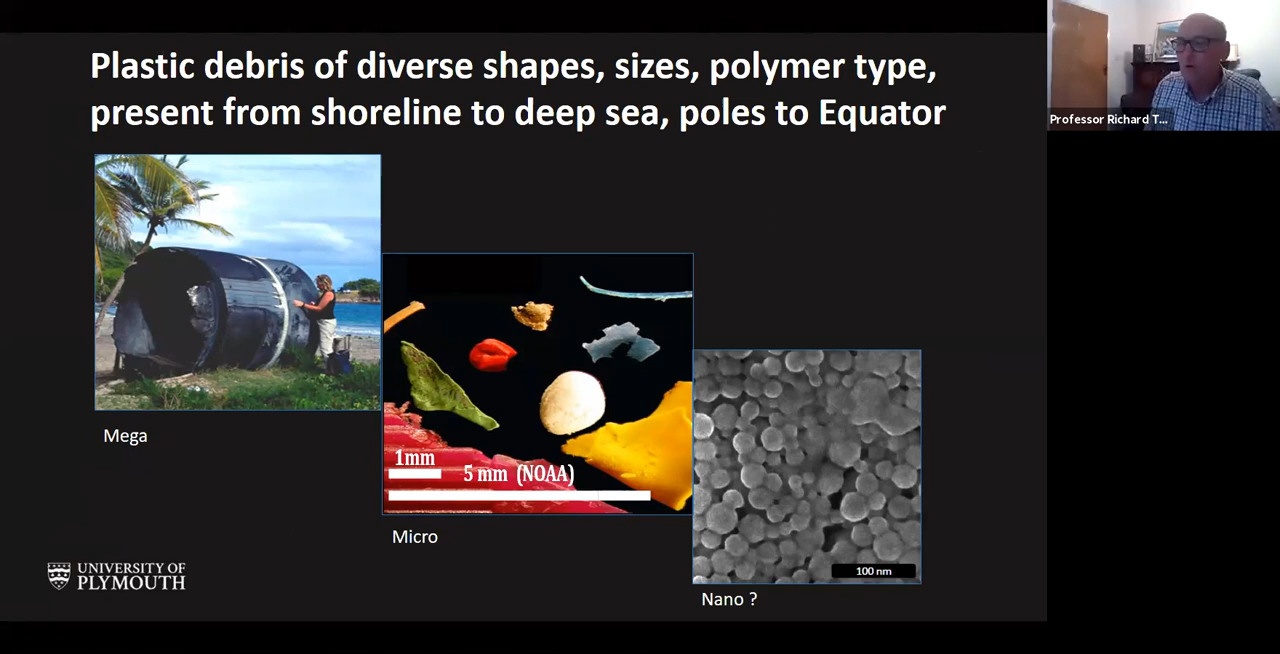 Plastic debris of diverse shapes, sizes, polymer type,
present from shoreline to deep sea, poles to Equator
Professor Richard T...
Mega
1mm
5 mm (NOAA)
Micro
100 nm
Nano ?
UNIVERSITY OF
PLYMOUTH